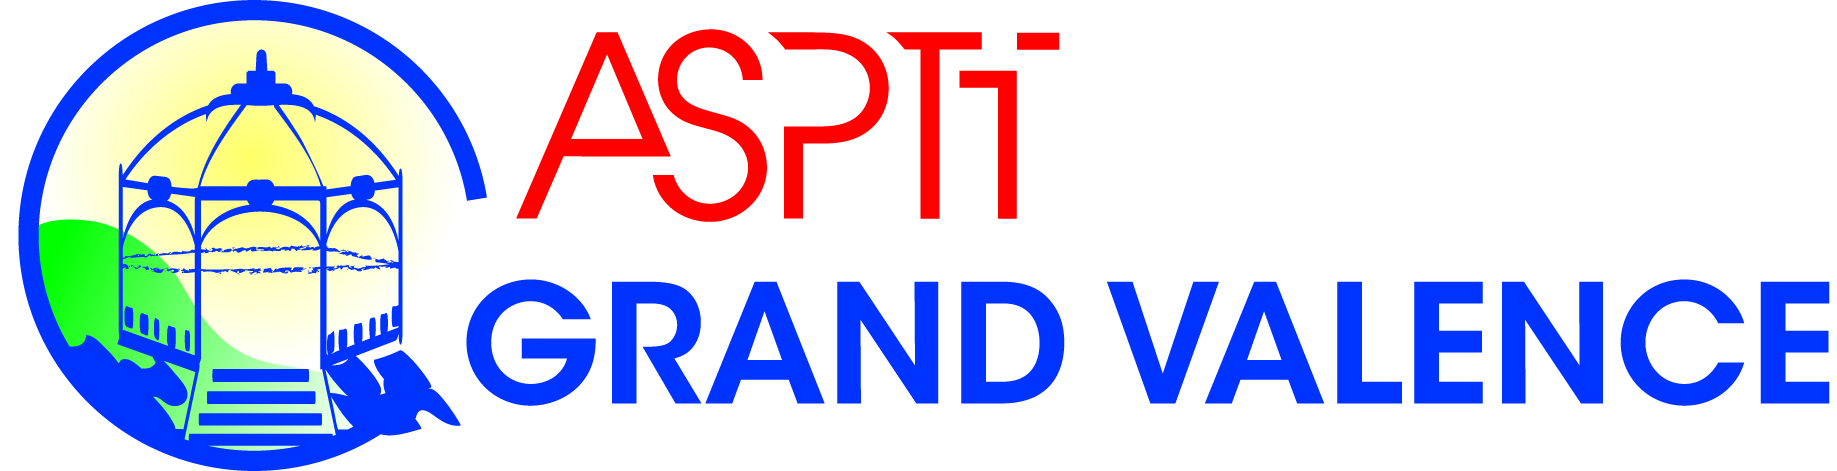 ASPTT
GRAND VALENCE